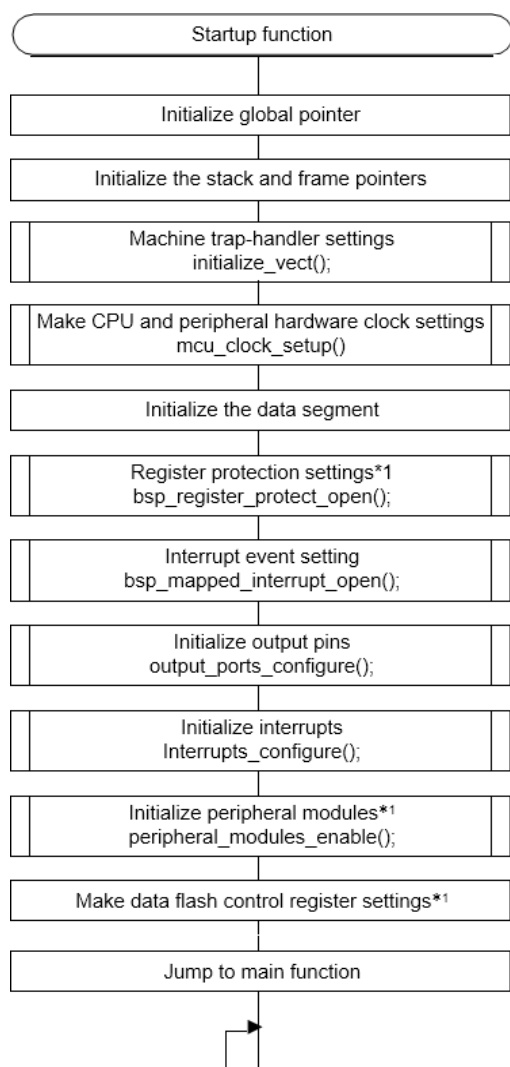 Startup function
Initialize global pointer
Initialize the stack and frame pointers
Machine trap-handler settings
initialize_vect();
Make CPU and peripheral hardware clock settings
mcu_clock_setup()
Initialize the data segment
Register protection settings*1
bsp_register_protect_open();
Interrupt event setting
bsp_mapped_interrupt_open();
Initialize output pins
output_ports_configure();
Initialize interrupts
Interrupts_configure();
Initialize peripheral modules*¹
peripheral_modules_enable();
Make data flash control register settings*¹
Jump to main function